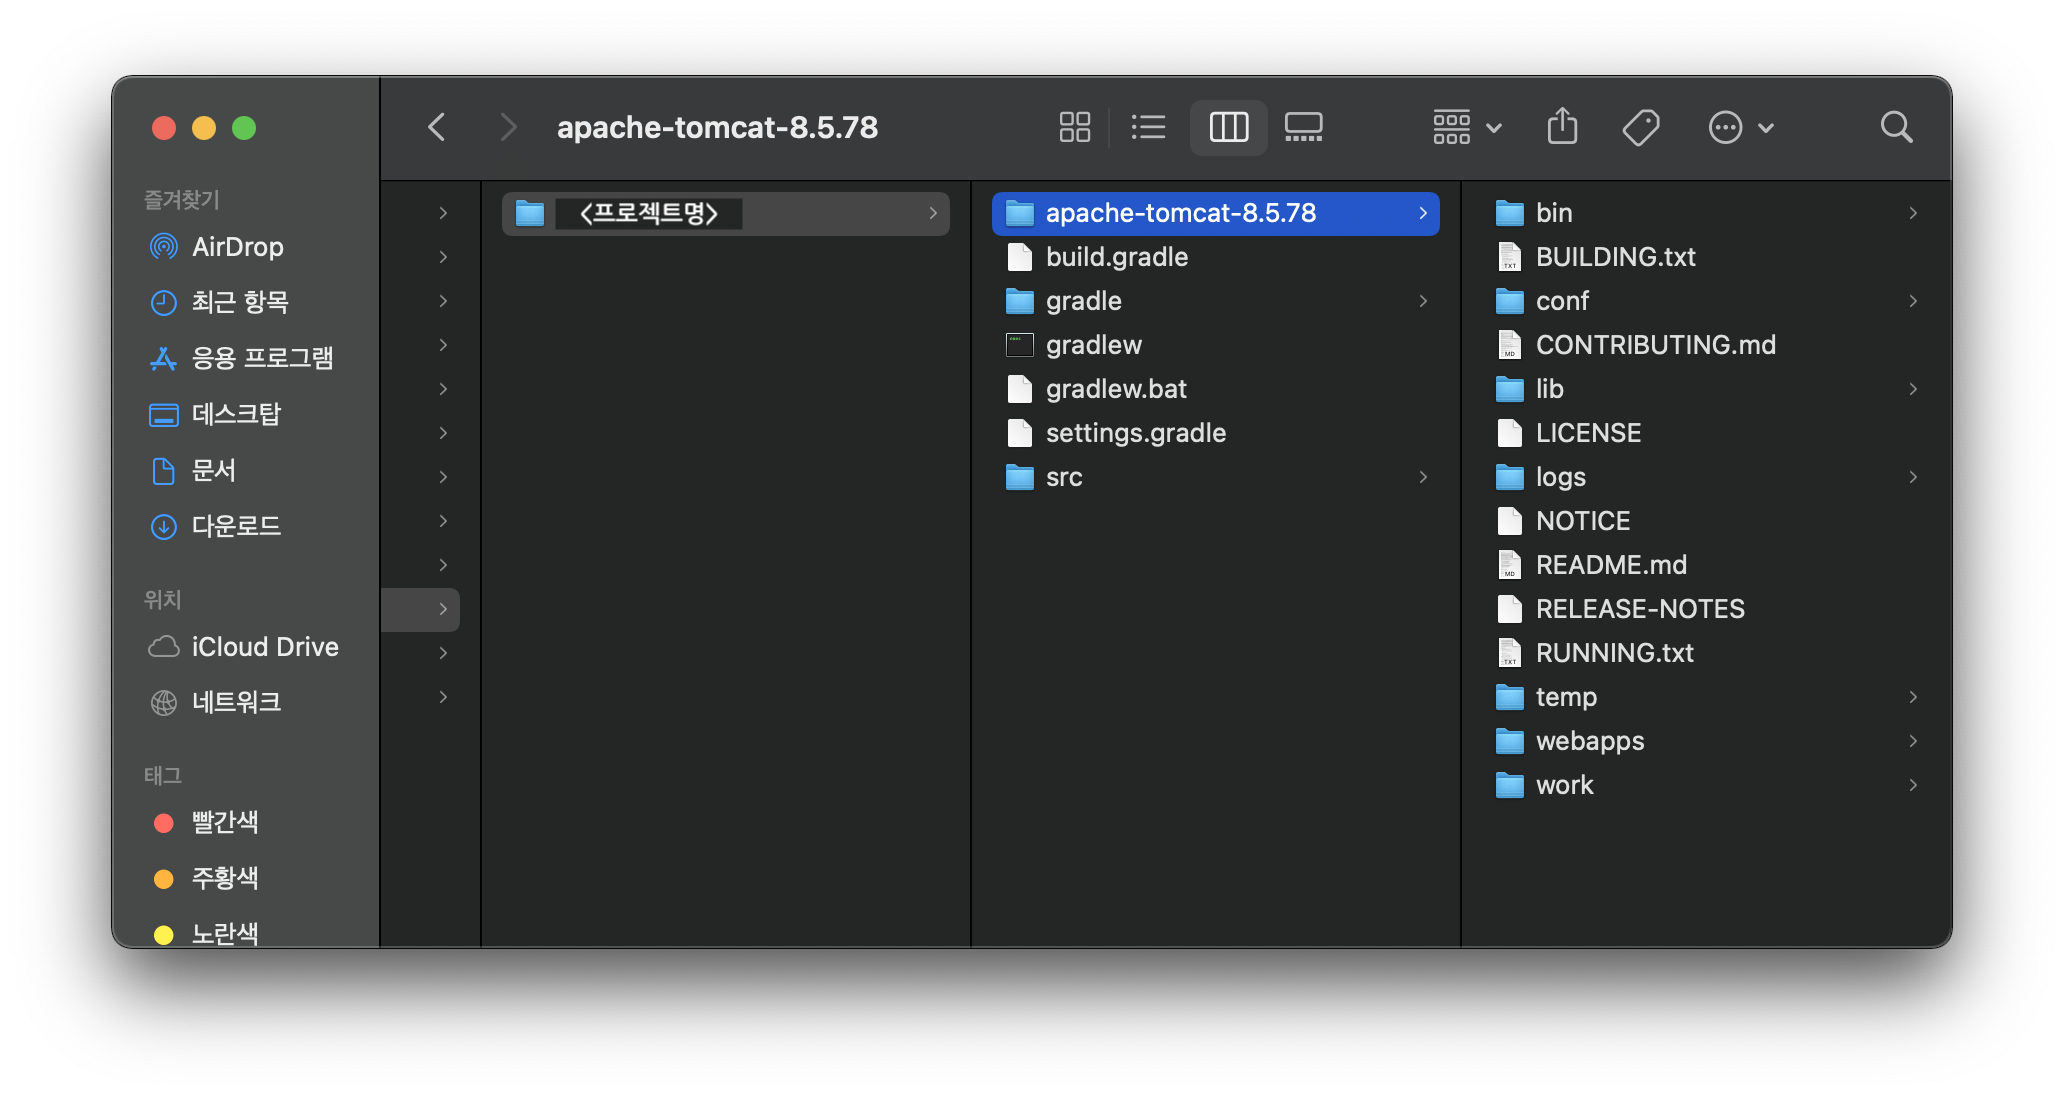 apache-tomcat-8.5.78
즐겨찾기
AirDrop
최근 항목
응용 프로그램
데스크탑
문서
다운로드
위치
iCloud Drive
네트워크
태그
빨간색
주황색
노란색
<프로젝트명>
apache-tomcat-8.5.78
build.gradle
gradle
gradlew
gradlew.bat
settings.gradle
src
bin
BUILDING.txt
conf
CONTRIBUTING.md
lib
LICENSE
logs
NOTICE
README.md
RELEASE-NOTES
RUNNING.txt
temp
webapps
work